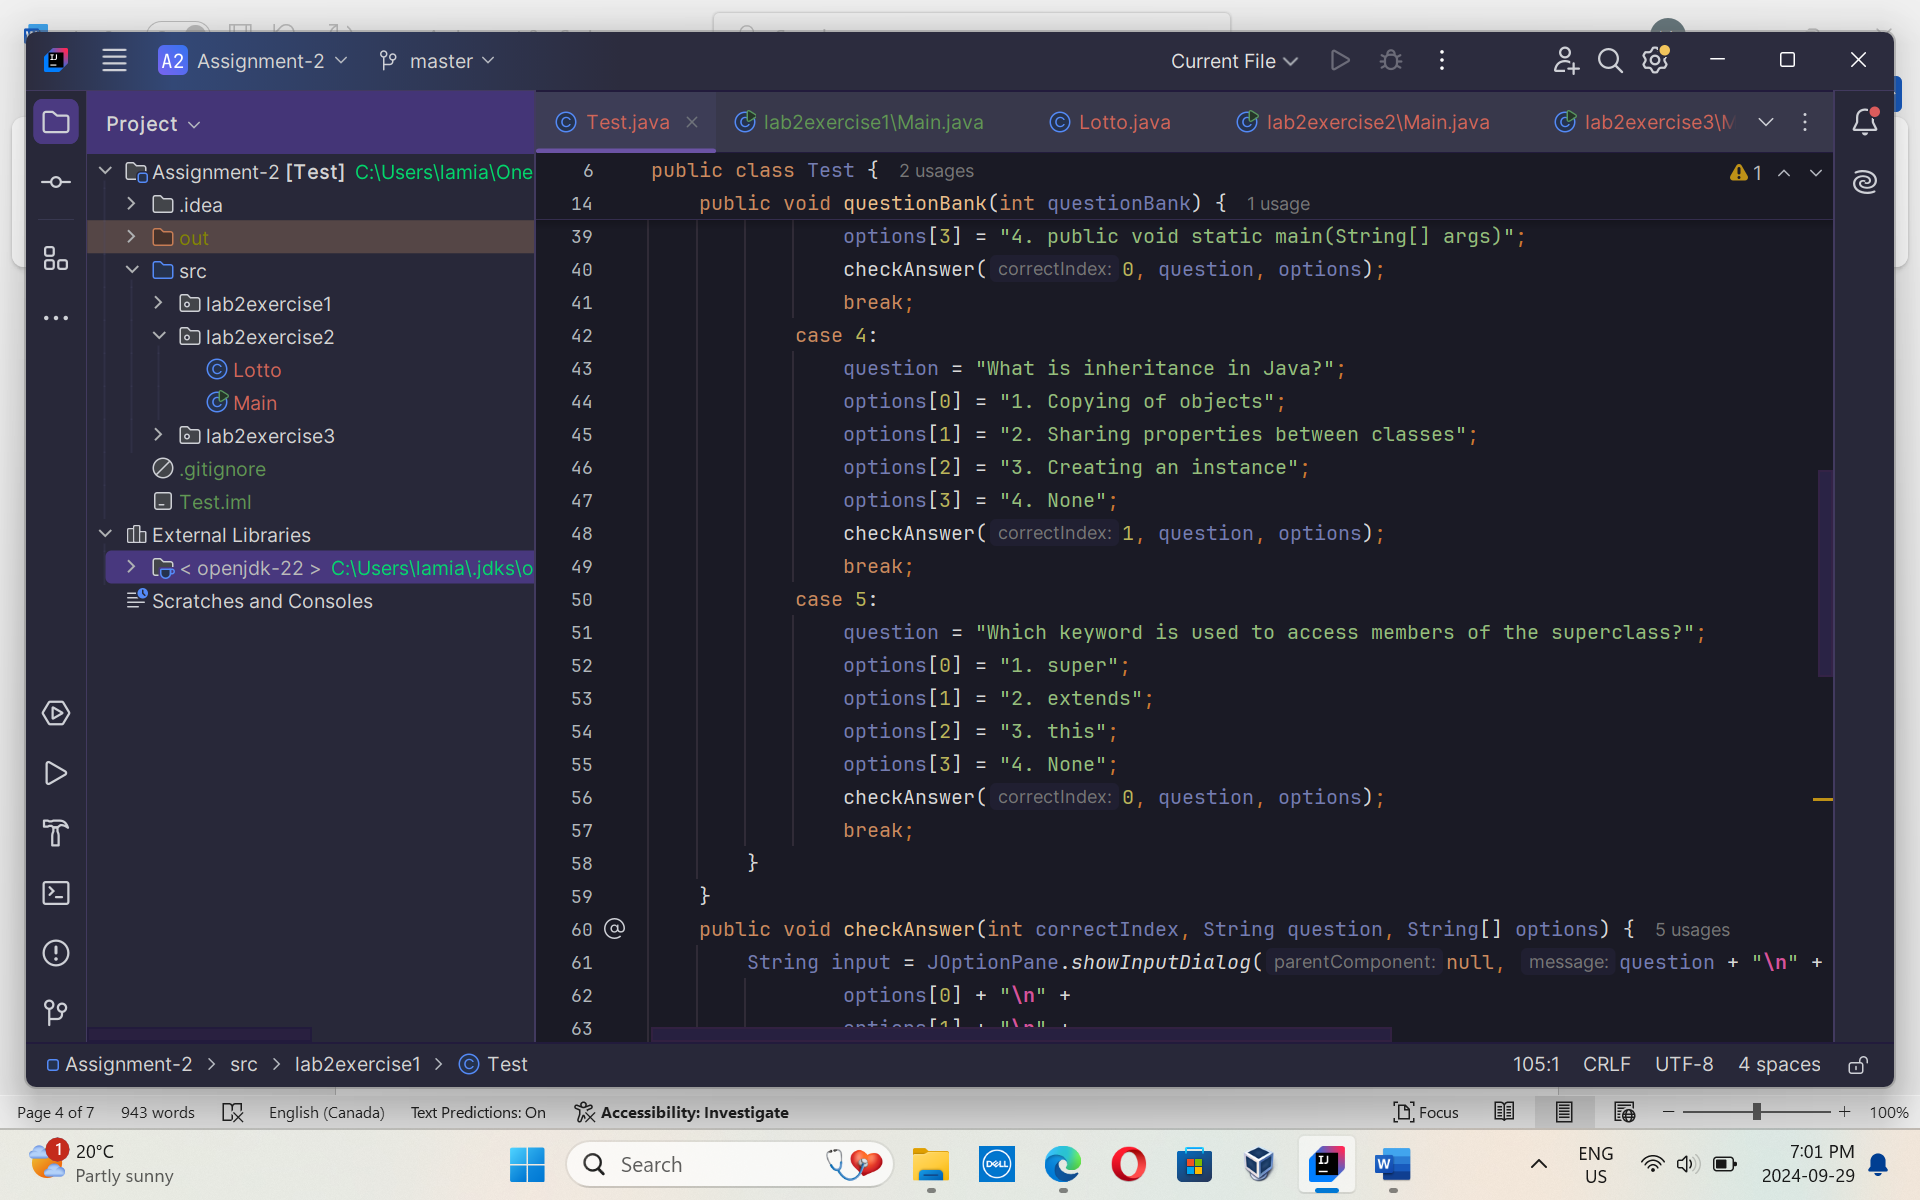 A2 Assignment-2 master Current File
Project
Test.java lab2exercise1\Main.java Lotto.java lab2exercise2\Main.java lab2exercise3\M
Assignment-2 [Test] C:\Users\lamia\One
.idea
out
src
lab2exercise1
lab2exercise2
Lotto
Main
lab2exercise3
.gitignore
Test.iml
External Libraries
< openjdk-22 > C:\Users\lamia\.jdks\o
Scratches and Consoles
6 public class Test { 2 usages 1
14 public void questionBank(int questionBank) { 1 usage
39 options[3] = "4. public void static main(String[] args)";
40 checkAnswer( correctIndex: 0, question, options);
41 break;
42 case 4:
43 question = "What is inheritance in Java?";
44 options[0] = "1. Copying of objects";
45 options[1] = "2. Sharing properties between classes";
46 options[2] = "3. Creating an instance";
47 options[3] = "4. None";
48 checkAnswer( correctIndex: 1, question, options);
49 break;
50 case 5:
51 question = "Which keyword is used to access members of the superclass?";
52 options[0] = "1. super";
53 options[1] = "2. extends";
54 options[2] = "3. this";
55 options[3] = "4. None";
56 checkAnswer( correctIndex: 0, question, options);
57 break;
58 }
59 }
60 public void checkAnswer(int correctIndex, String question, String[] options) { 5 usages
61 String input = JOptionPane.showInputDialog( parentComponent: null, message: question + "\n" +
62 options[0] + "\n" +
63 options[1] + "\n" +
Assignment-2 > src > lab2exercise1 > Test 105:1 CRLF UTF-8 4 spaces
Page 4 of 7 943 words English (Canada) Text Predictions: On Accessibility: Investigate Focus 100%
1 20°C
Partly sunny
Search
DELL
ENG
US
7:01 PM
2024-09-29